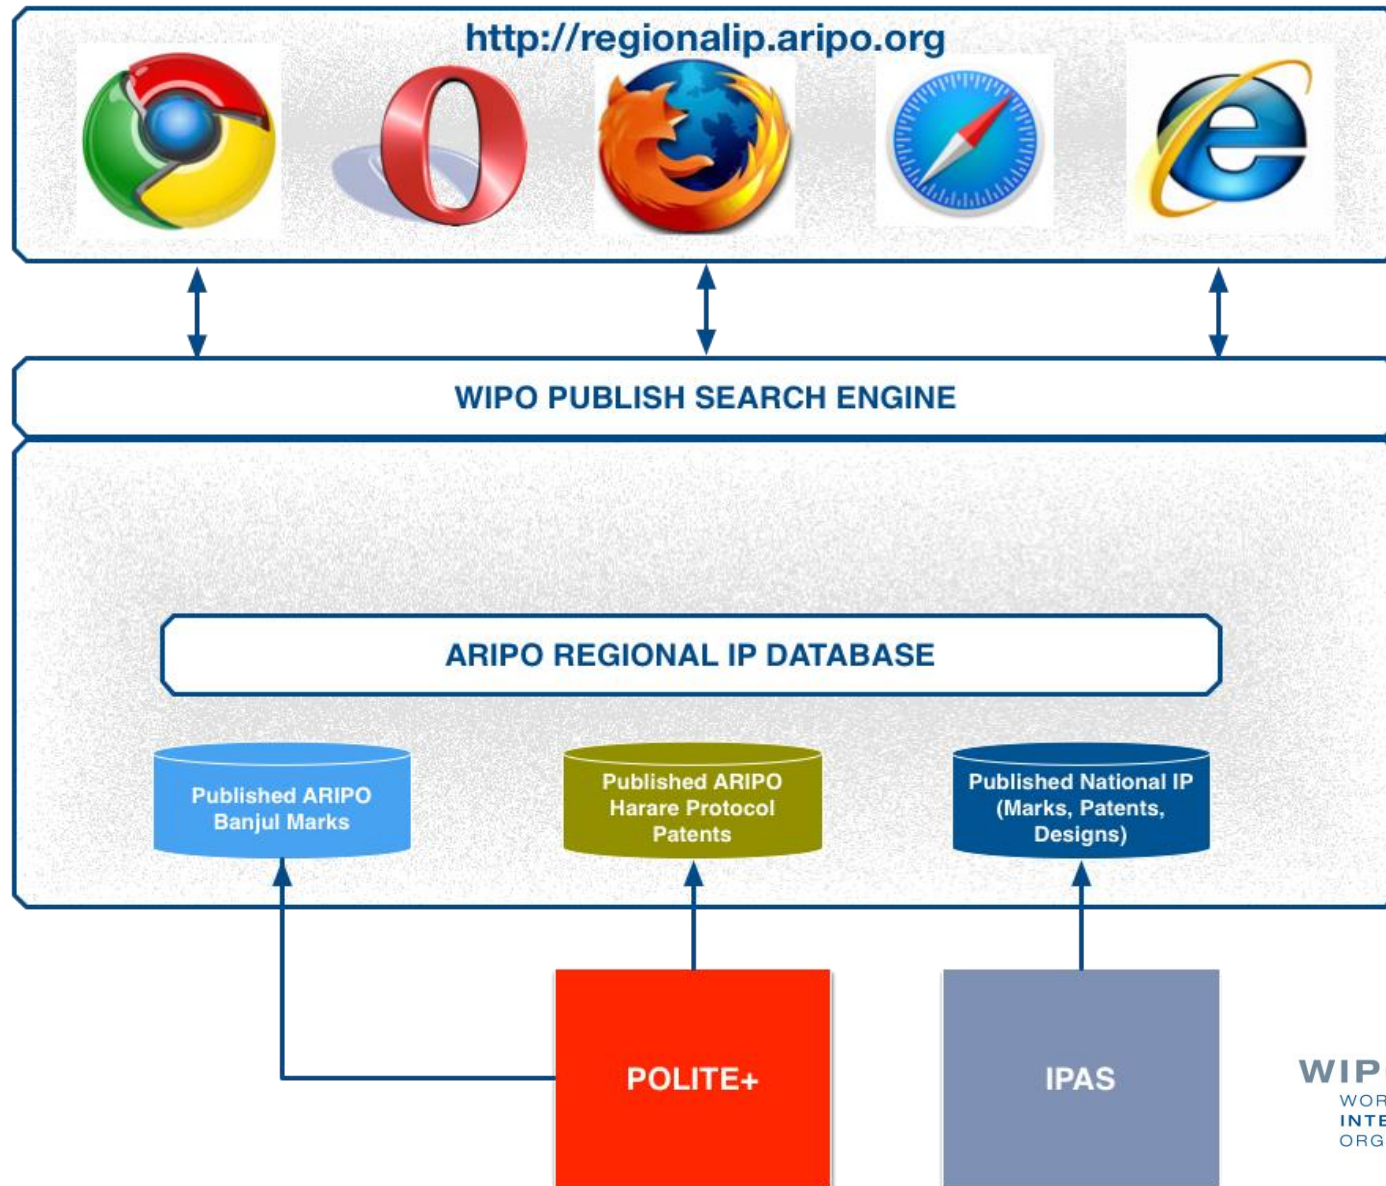 http://regionalip.aripo.org
WIPO PUBLISH SEARCH ENGINE
ARIPO REGIONAL IP DATABASE
Published ARIPO
Banjul Marks
Published ARIPO
Harare Protocol
Patents
Published National IP
(Marks, Patents,
Designs)
POLITE+
IPAS